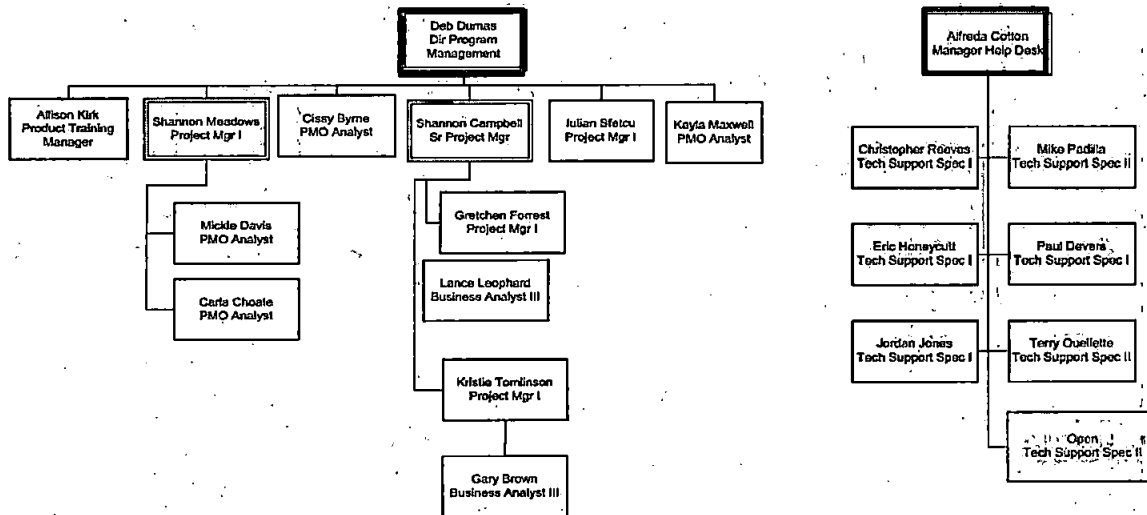 Deb Dumas
Dir Program
Management
Alfreda Cotton
Manager Help Desk
Allison Kirk
Product Training
Manager
Shannon Meadows
Project Mgr I
Cissy Byrne
PMO Analyst
Shannon Campbell
Sr Project Mgr
Iulian Sfetcu
Project Mgr I
Kayla Maxwell
PMO Analyst
Christopher Reeves
Tech Support Spec I
Mike Padilla
Tech Support Spec II
Mickie Davis
PMO Analyst
Gretchen Forrest
Project Mgr I
Eric Honeycutt
Tech Support Spec I
Paul Devers
Tech Support Spec I
Carla Choate
PMO Analyst
Lance Leophard
Business Analyst III
Jordan Jones
Tech Support Spec I
Terry Ouellette
Tech Support Spec II
Kristie Tomlinson
Project Mgr I
Open
Tech Support Spec II
Gary Brown
Business Analyst III